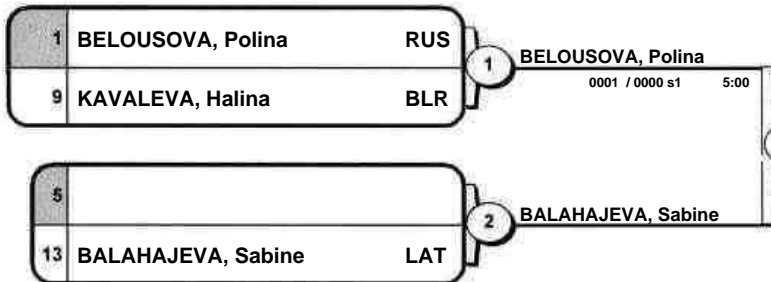 1 BELOUSOVA, Polina RUS
1 BELOUSOVA, Polina
0001 / 0000 s1 5:00
9 KAVALEVA, Halina BLR
5
2 BALAHAJEVA, Sabine
13 BALAHAJEVA, Sabine LAT